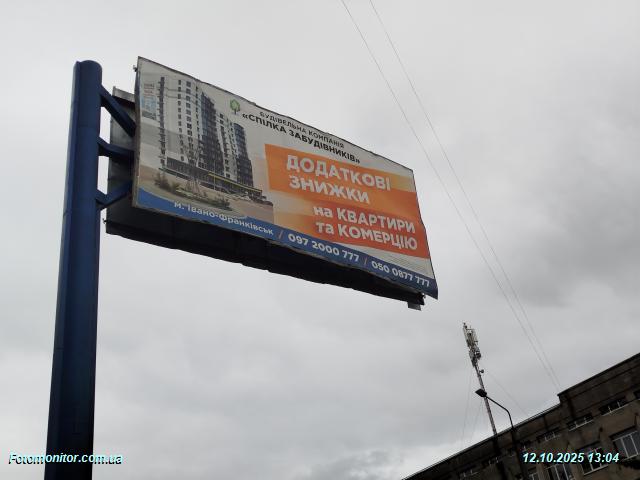 БУДІВЕЛЬНА КОМПАНІЯ
«СПІЛКА ЗАБУДІВНИКІВ»
ДОДАТКОВІ
ЗНИЖКИ
на КВАРТИРИ
та КОМЕРЦІЮ
м. Івано-Франківськ / 097 2000 777 / 050 0877 777
Fotomonitor.com.ua
12.10.2025 13:04